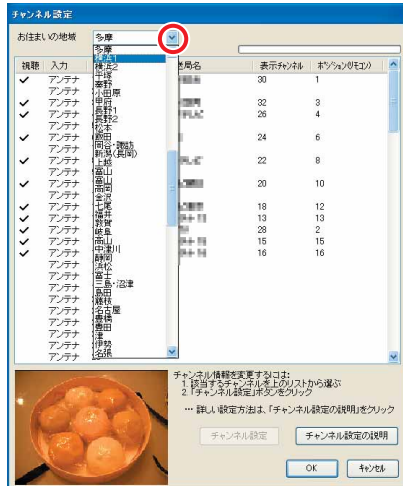 チャンネル設定
お住まいの地域 多摩
視聴 入力 送局名 表示チャンネル ポジション(リモコン)
多摩
横浜1
横浜2
平塚
秦野
小田原
甲府
長野1
長野2
松本
飯田
岡谷・諏訪
新潟(長岡)
上越
富山
富山
高岡
金沢
七尾
福井
敦賀
岐阜
高山
中津川
静岡
浜松
富士
三島・沼津
島田
藤枝
名古屋
豊橋
豊田
津
伊勢
名張
アンテナ 30 1
アンテナ
アンテナ 32 3
アンテナ 26 4
アンテナ
アンテナ 24 6
アンテナ
アンテナ 22 8
アンテナ
アンテナ 20 10
アンテナ
アンテナ 18 12
アンテナ 13 13
アンテナ 28 2
アンテナ 15 15
アンテナ 16 16
アンテナ
アンテナ
アンテナ
アンテナ
アンテナ
アンテナ
アンテナ
アンテナ
チャンネル情報を変更するには:
1. 該当するチャンネルを上のリストから選ぶ
2. 「チャンネル設定」ボタンをクリック
… 詳しい設定方法は、「チャンネル設定の説明」をクリック
チャンネル設定 チャンネル設定の説明
OK キャンセル